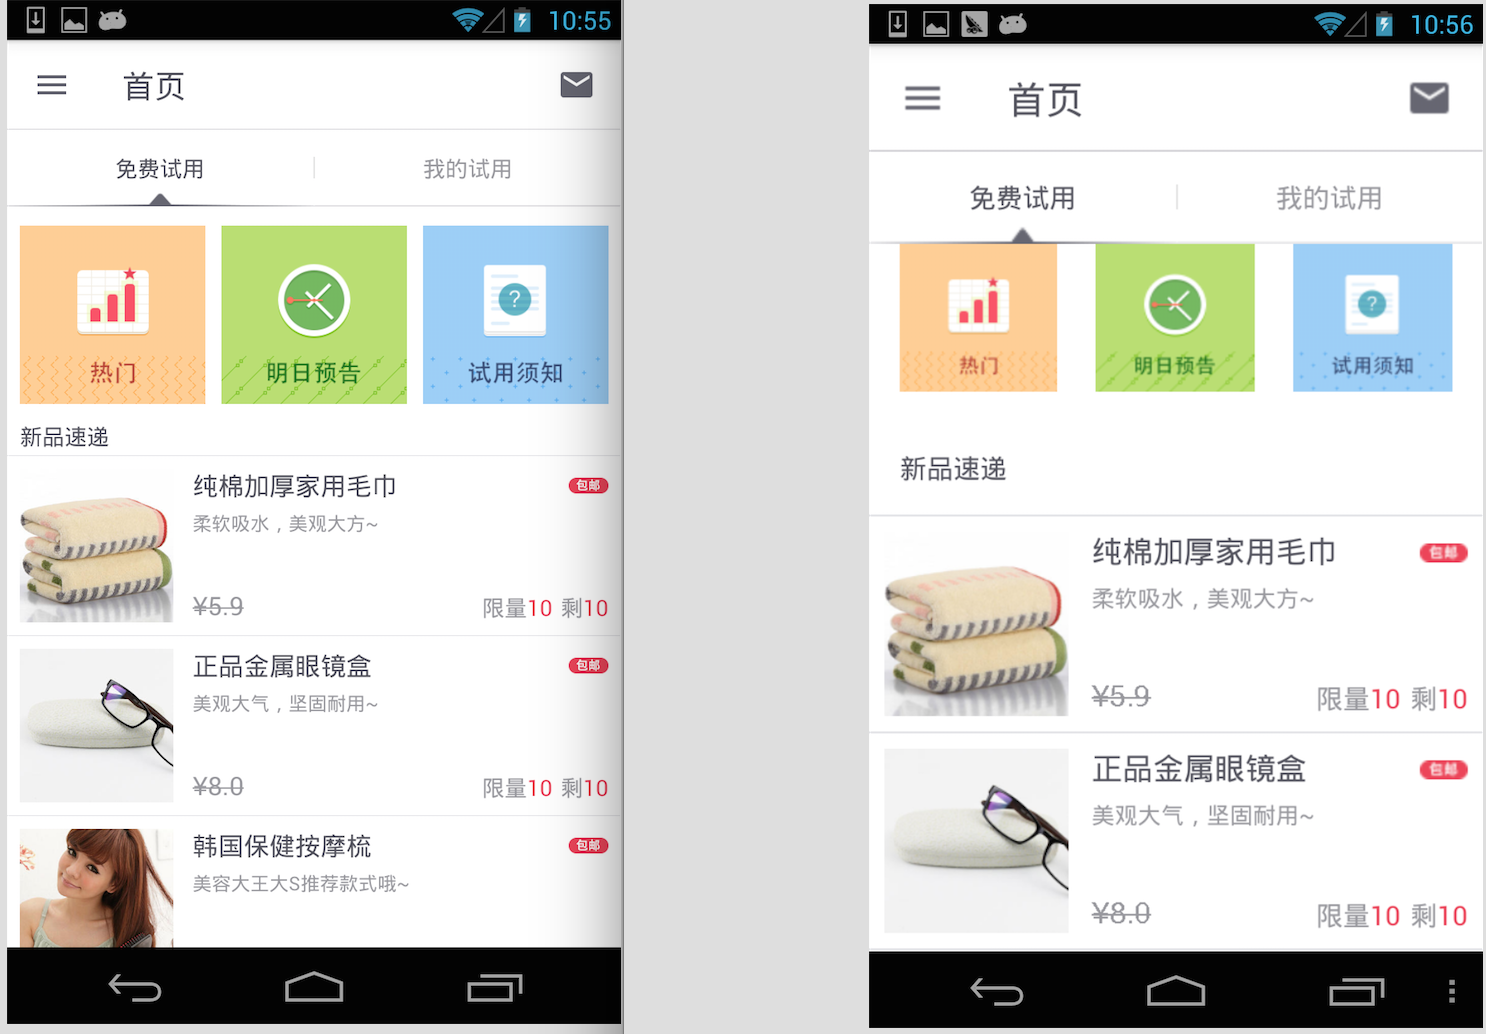 10:55
首页
免费试用 我的试用
热门 明日预告 试用须知
新品速递
纯棉加厚家用毛巾 包邮
柔软吸水，美观大方~
¥5.9 限量10 剩10
正品金属眼镜盒 包邮
美观大气，坚固耐用~
¥8.0 限量10 剩10
韩国保健按摩梳 包邮
美容大王大S推荐款式哦~
10:56
首页
免费试用 我的试用
热门 明日预告 试用须知
新品速递
纯棉加厚家用毛巾 包邮
柔软吸水，美观大方~
¥5.9 限量10 剩10
正品金属眼镜盒 包邮
美观大气，坚固耐用~
¥8.0 限量10 剩10